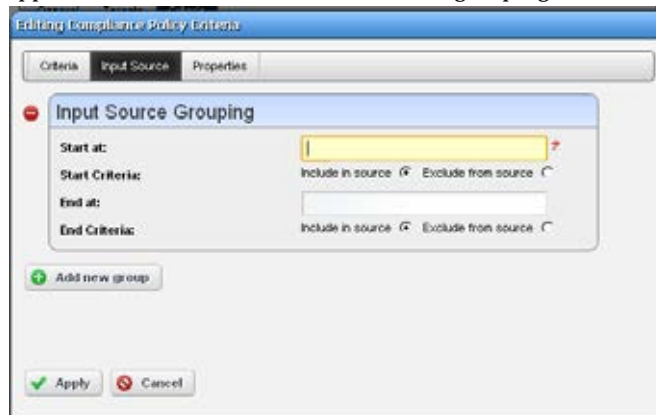 Editing Compliance Policy Criteria
Criteria Input Source Properties
Input Source Grouping
Start at: ?
Start Criteria: Include in source Exclude from source
End at:
End Criteria: Include in source Exclude from source
Add new group
Apply Cancel